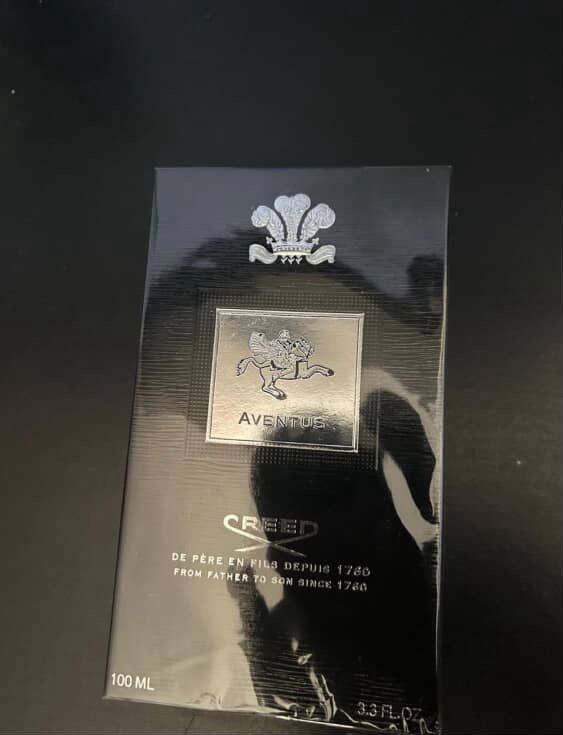 AVENTUS
CREED
DE PÈRE EN FILS DEPUIS 1760
FROM FATHER TO SON SINCE 1760
100 ML
3.3 FL.OZ